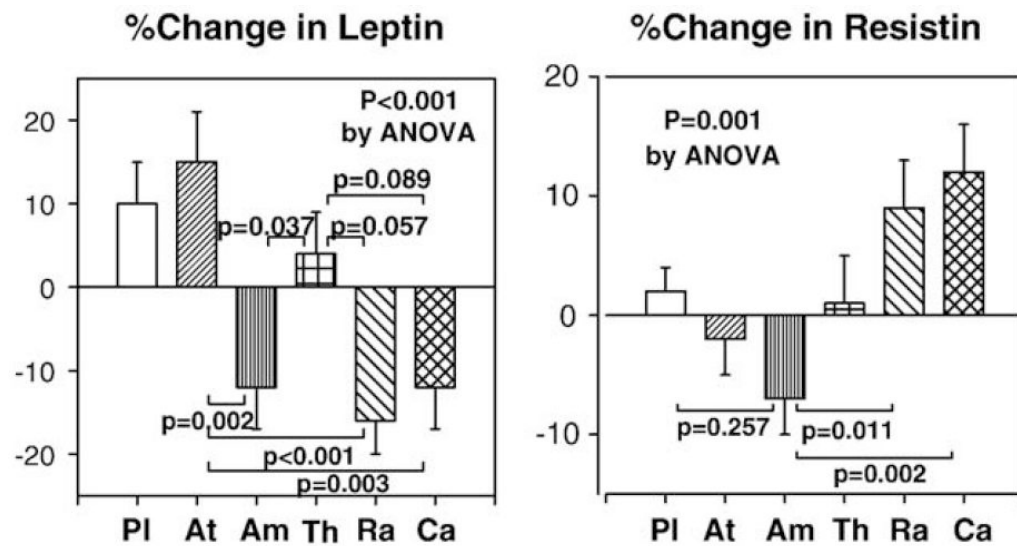 %Change in Leptin
20
10
0
-10
-20
P<0.001
by ANOVA
p=0.089
p=0.037
p=0.057
p=0.002
p<0.001
p=0.003
Pl At Am Th Ra Ca
%Change in Resistin
20
10
0
-10
P=0.001
by ANOVA
p=0.257
p=0.011
p=0.002
Pl At Am Th Ra Ca